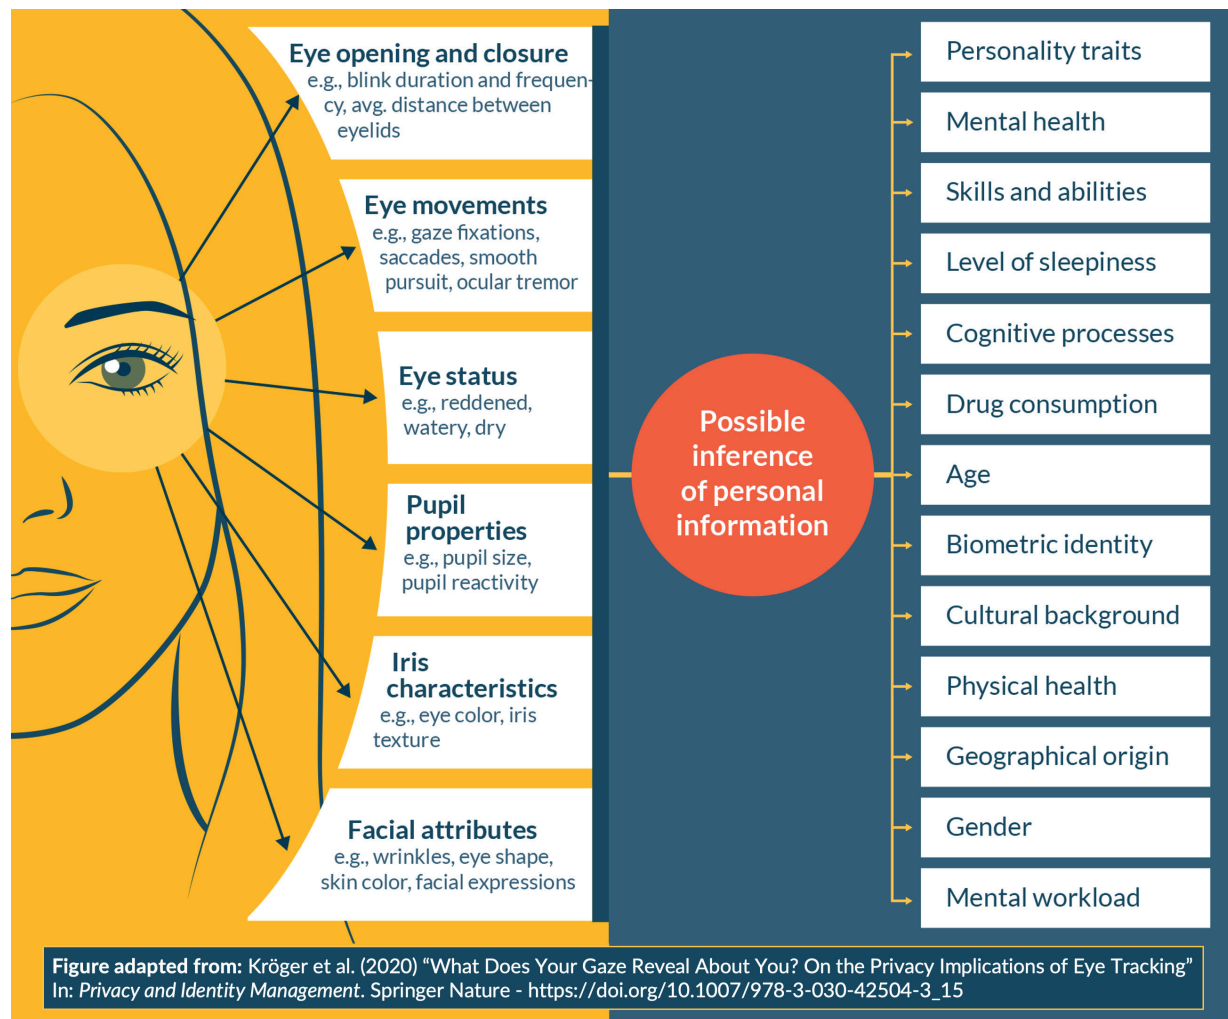 Eye opening and closure
e.g., blink duration and frequen-
cy, avg. distance between
eyelids
Eye movements
e.g., gaze fixations,
saccades, smooth
pursuit, ocular tremor
Eye status
e.g., reddened,
watery, dry
Pupil
properties
e.g., pupil size,
pupil reactivity
Iris
characteristics
e.g., eye color, iris
texture
Facial attributes
e.g., wrinkles, eye shape,
skin color, facial expressions
Possible
inference
of personal
information
Personality traits
Mental health
Skills and abilities
Level of sleepiness
Cognitive processes
Drug consumption
Age
Biometric identity
Cultural background
Physical health
Geographical origin
Gender
Mental workload
Figure adapted from: Kröger et al. (2020) “What Does Your Gaze Reveal About You? On the Privacy Implications of Eye Tracking”
In: Privacy and Identity Management. Springer Nature - https://doi.org/10.1007/978-3-030-42504-3_15